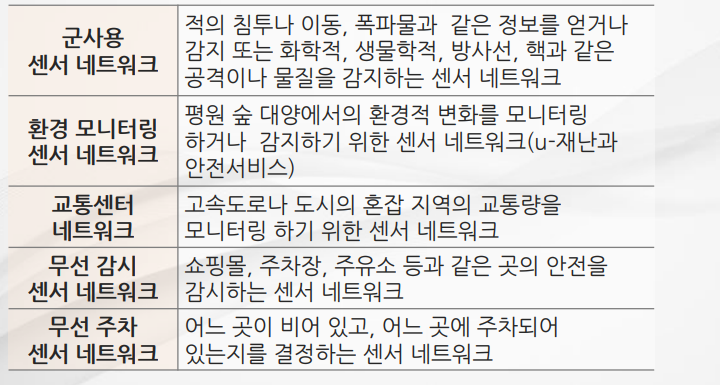 군사용
센서 네트워크
적의 침투나 이동, 폭파물과 같은 정보를 얻거나
감지 또는 화학적, 생물학적, 방사선, 핵과 같은
공격이나 물질을 감지하는 센서 네트워크
환경 모니터링
센서 네트워크
평원 숲 대양에서의 환경적 변화를 모니터링
하거나 감지하기 위한 센서 네트워크(u-재난과
안전서비스)
교통센터
네트워크
고속도로나 도시의 혼잡 지역의 교통량을
모니터링 하기 위한 센서 네트워크
무선 감시
센서 네트워크
쇼핑몰, 주차장, 주유소 등과 같은 곳의 안전을
감시하는 센서 네트워크
무선 주차
센서 네트워크
어느 곳이 비어 있고, 어느 곳에 주차되어
있는지를 결정하는 센서 네트워크